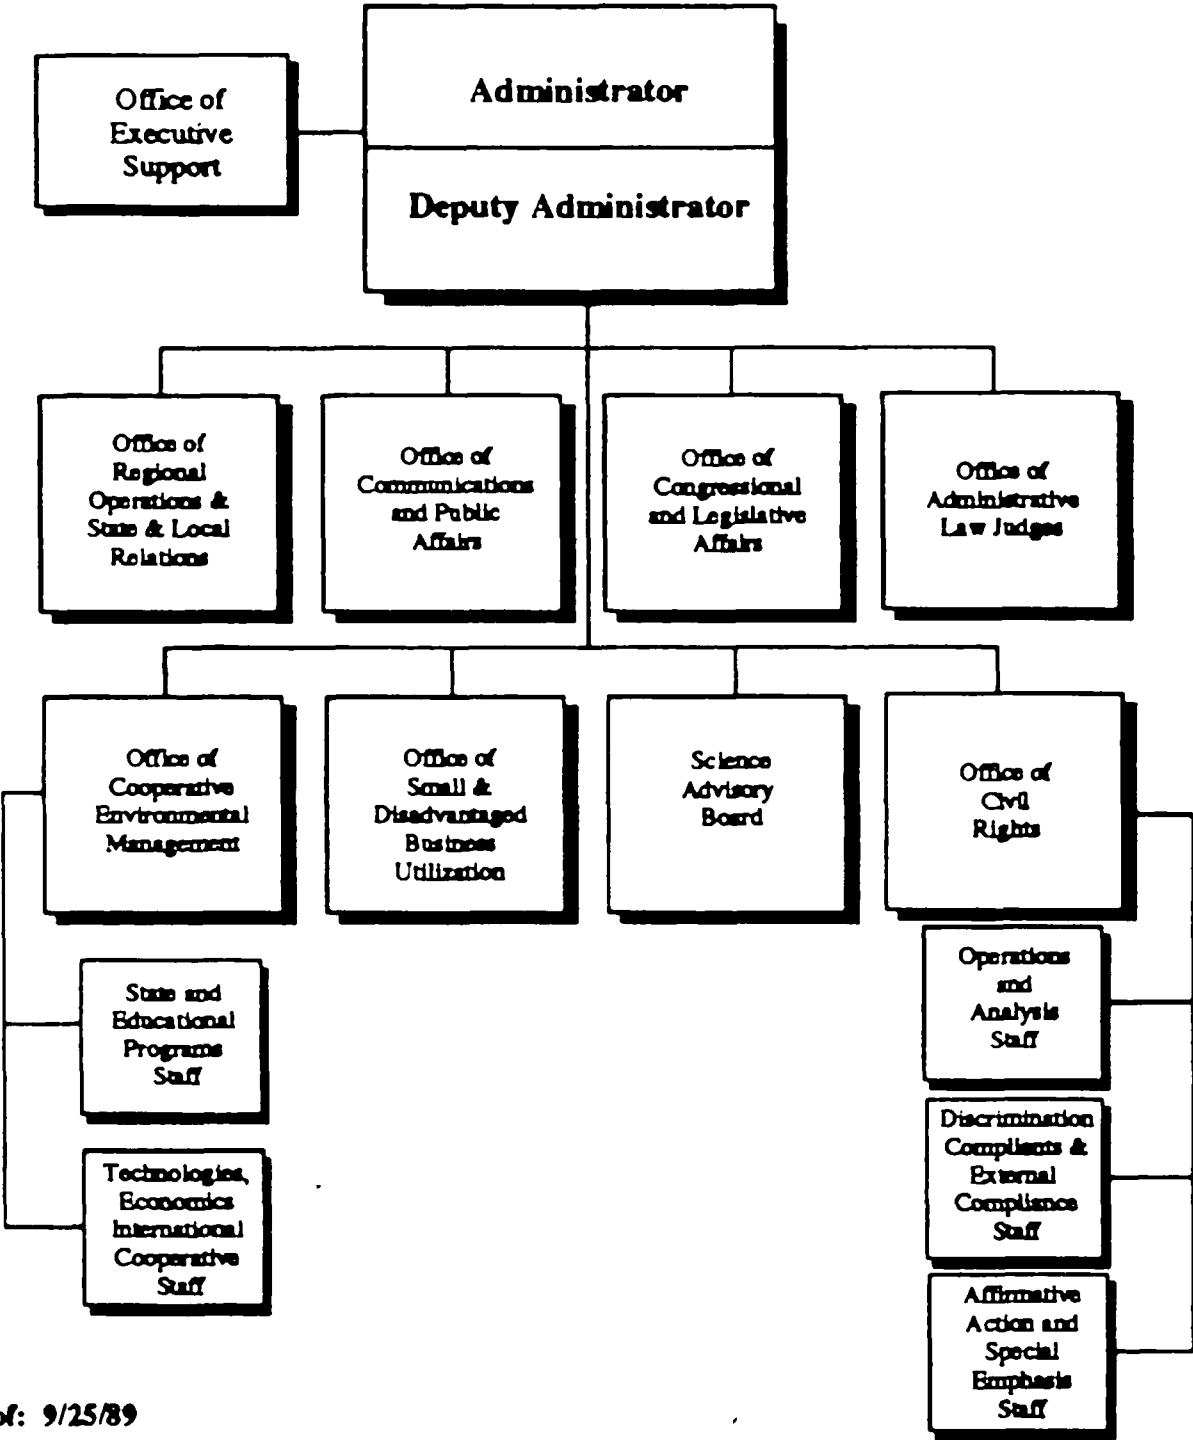 Administrator
Office of
Executive
Support
Deputy Administrator
Office of
Regional
Operations &
State & Local
Relations
Office of
Communications
and Public
Affairs
Office of
Congressional
and Legislative
Affairs
Office of
Administrative
Law Judges
Office of
Cooperative
Environmental
Management
Office of
Small &
Disadvantaged
Business
Utilization
Science
Advisory
Board
Office of
Civil
Rights
State and
Educational
Programs
Staff
Technologies,
Economics
International
Cooperative
Staff
Operations
and
Analysis
Staff
Discrimination
Complients &
External
Compliance
Staff
Affirmative
Action and
Special
Emphasis
Staff
of: 9/25/89